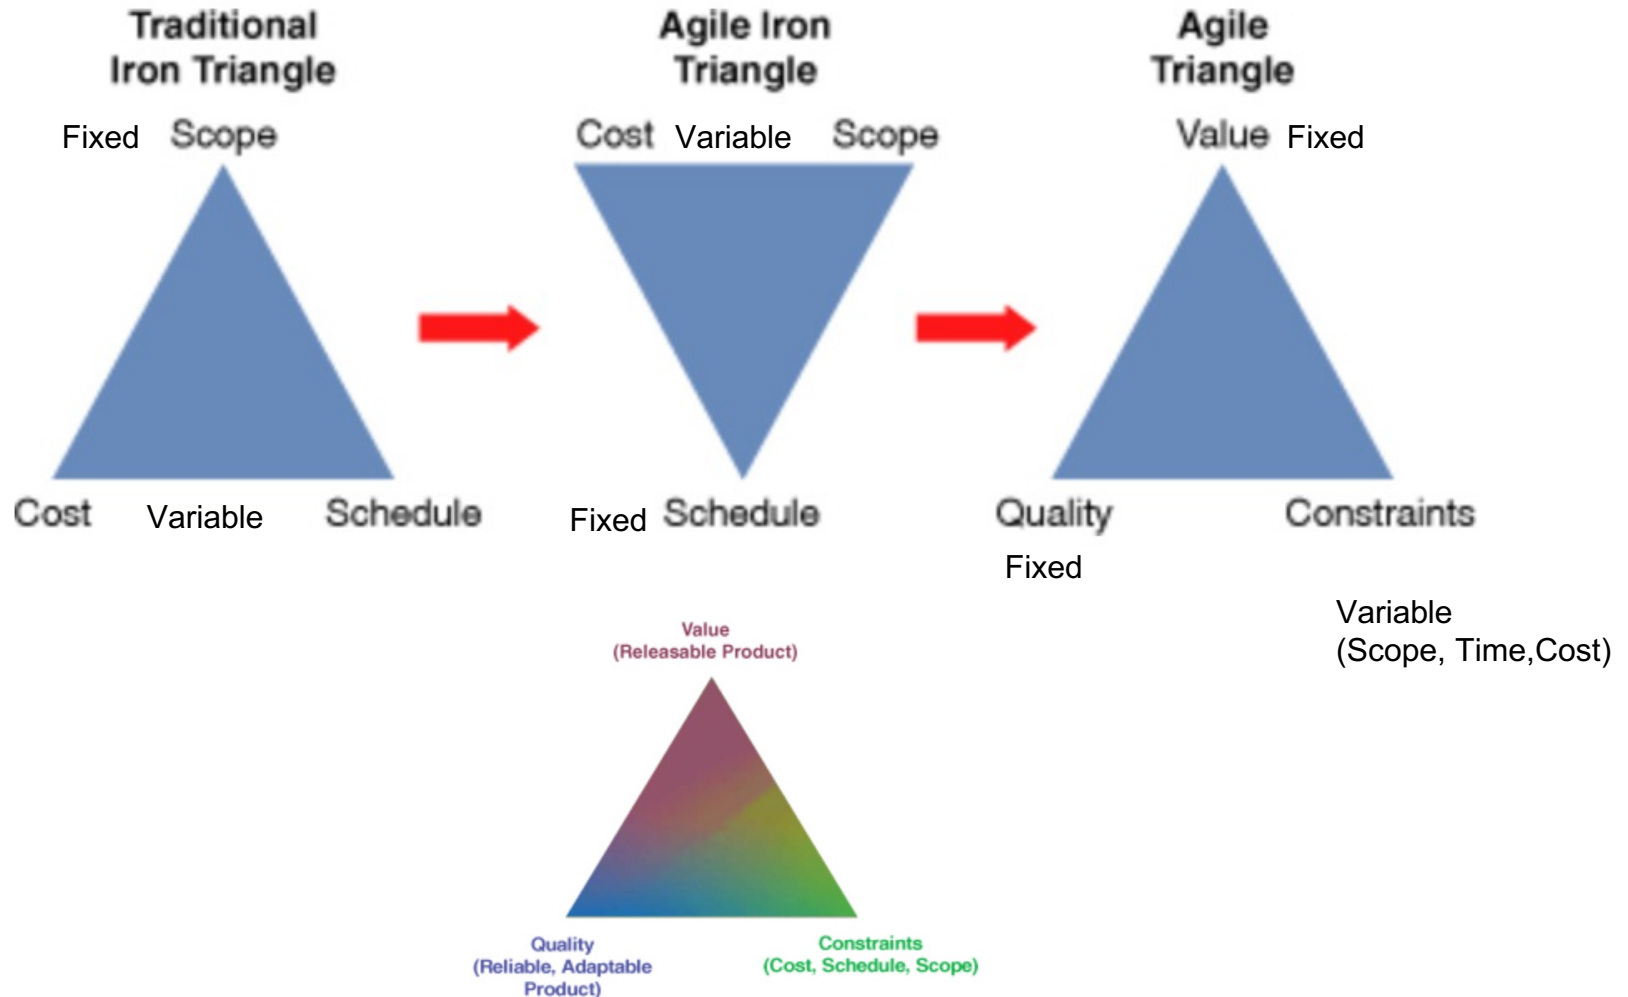 Traditional
Iron Triangle
Agile Iron
Triangle
Agile
Triangle
Fixed Scope
Cost Variable Scope
Value Fixed
Cost Variable Schedule
Fixed Schedule
Quality Constraints
Fixed
Variable
(Scope, Time,Cost)
Value
(Releasable Product)
Quality
(Reliable, Adaptable
Product)
Constraints
(Cost, Schedule, Scope)